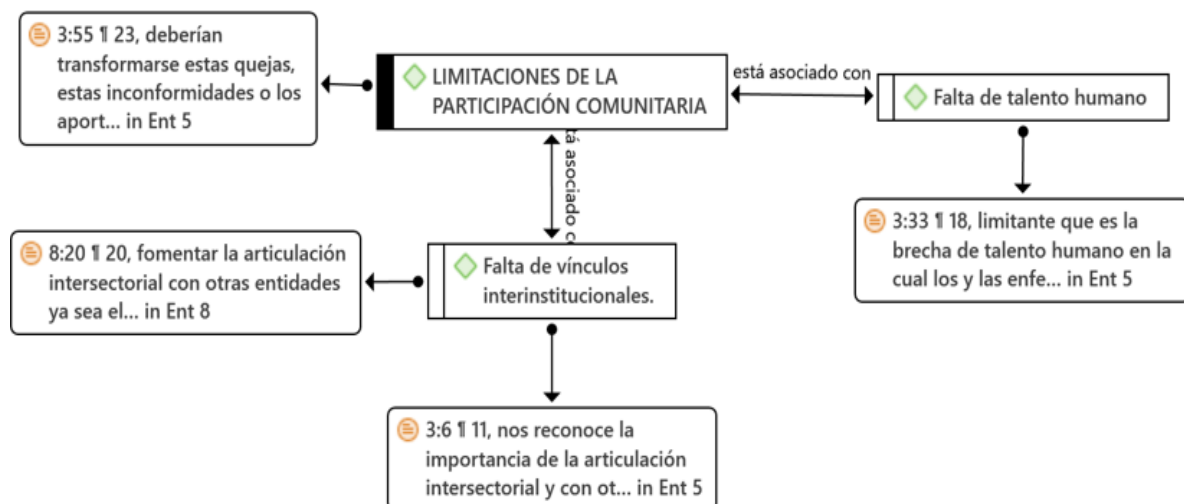 3:55 ¶ 23, deberían
transformarse estas quejas,
estas inconformidades o los
aport... in Ent 5
LIMITACIONES DE LA
PARTICIPACIÓN COMUNITARIA
está asociado con
Falta de talento humano
tá asociado c
3:33 ¶ 18, limitante que es la
brecha de talento humano en la
cual los y las enfe... in Ent 5
8:20 ¶ 20, fomentar la articulación
intersectorial con otras entidades
ya sea el... in Ent 8
Falta de vínculos
interinstitucionales.
3:6 ¶ 11, nos reconoce la
importancia de la articulación
intersectorial y con ot... in Ent 5